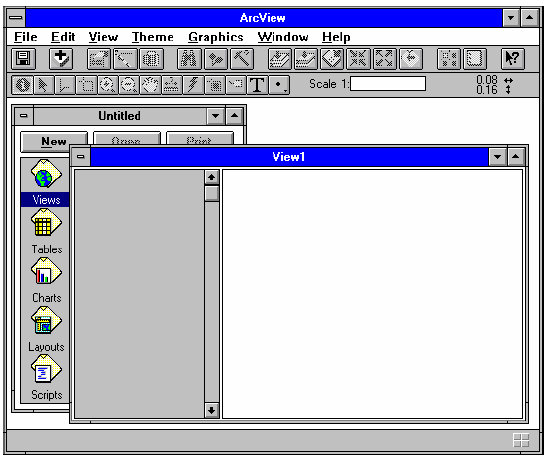 ArcView
File Edit View Theme Graphics Window Help
T Scale 1: 0.08
0.16
Untitled
New Open Print
View1
Views
Tables
Charts
Layouts
Scripts